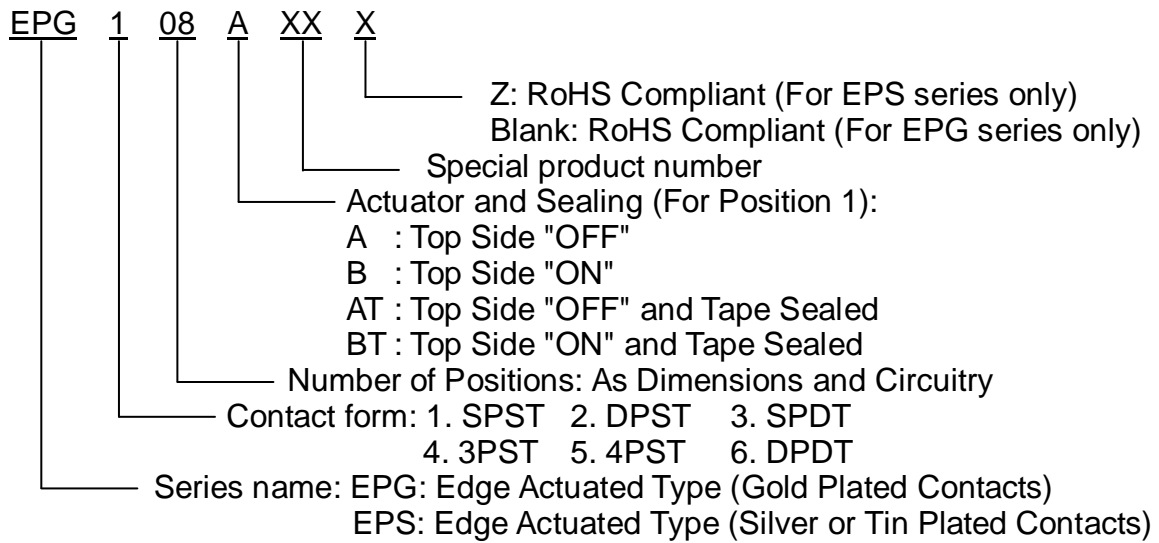 EPG 1 08 A XX X
Z: RoHS Compliant (For EPS series only)
Blank: RoHS Compliant (For EPG series only)
Special product number
Actuator and Sealing (For Position 1):
A : Top Side "OFF"
B : Top Side "ON"
AT : Top Side "OFF" and Tape Sealed
BT : Top Side "ON" and Tape Sealed
Number of Positions: As Dimensions and Circuitry
Contact form: 1. SPST 2. DPST 3. SPDT
4. 3PST 5. 4PST 6. DPDT
Series name: EPG: Edge Actuated Type (Gold Plated Contacts)
EPS: Edge Actuated Type (Silver or Tin Plated Contacts)